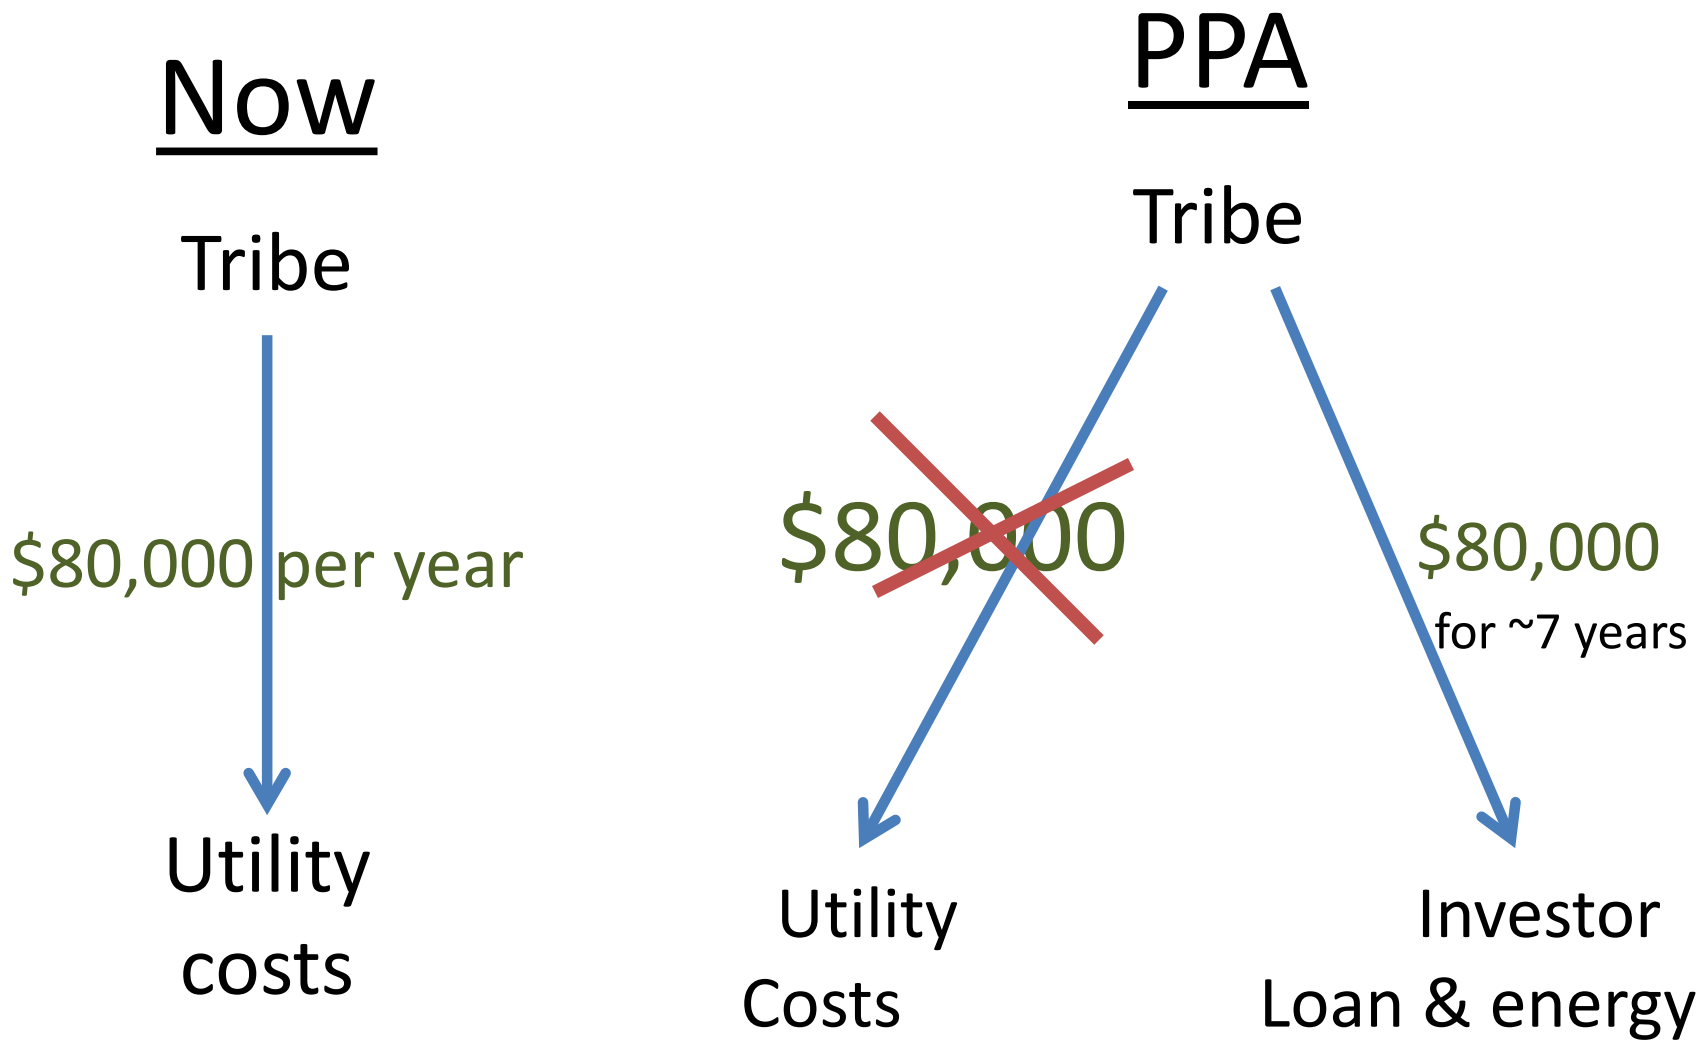 Now
Tribe
$80,000 per year
Utility
costs
PPA
Tribe
$80,000
$80,000
for ~7 years
Utility
Costs
Investor
Loan & energy